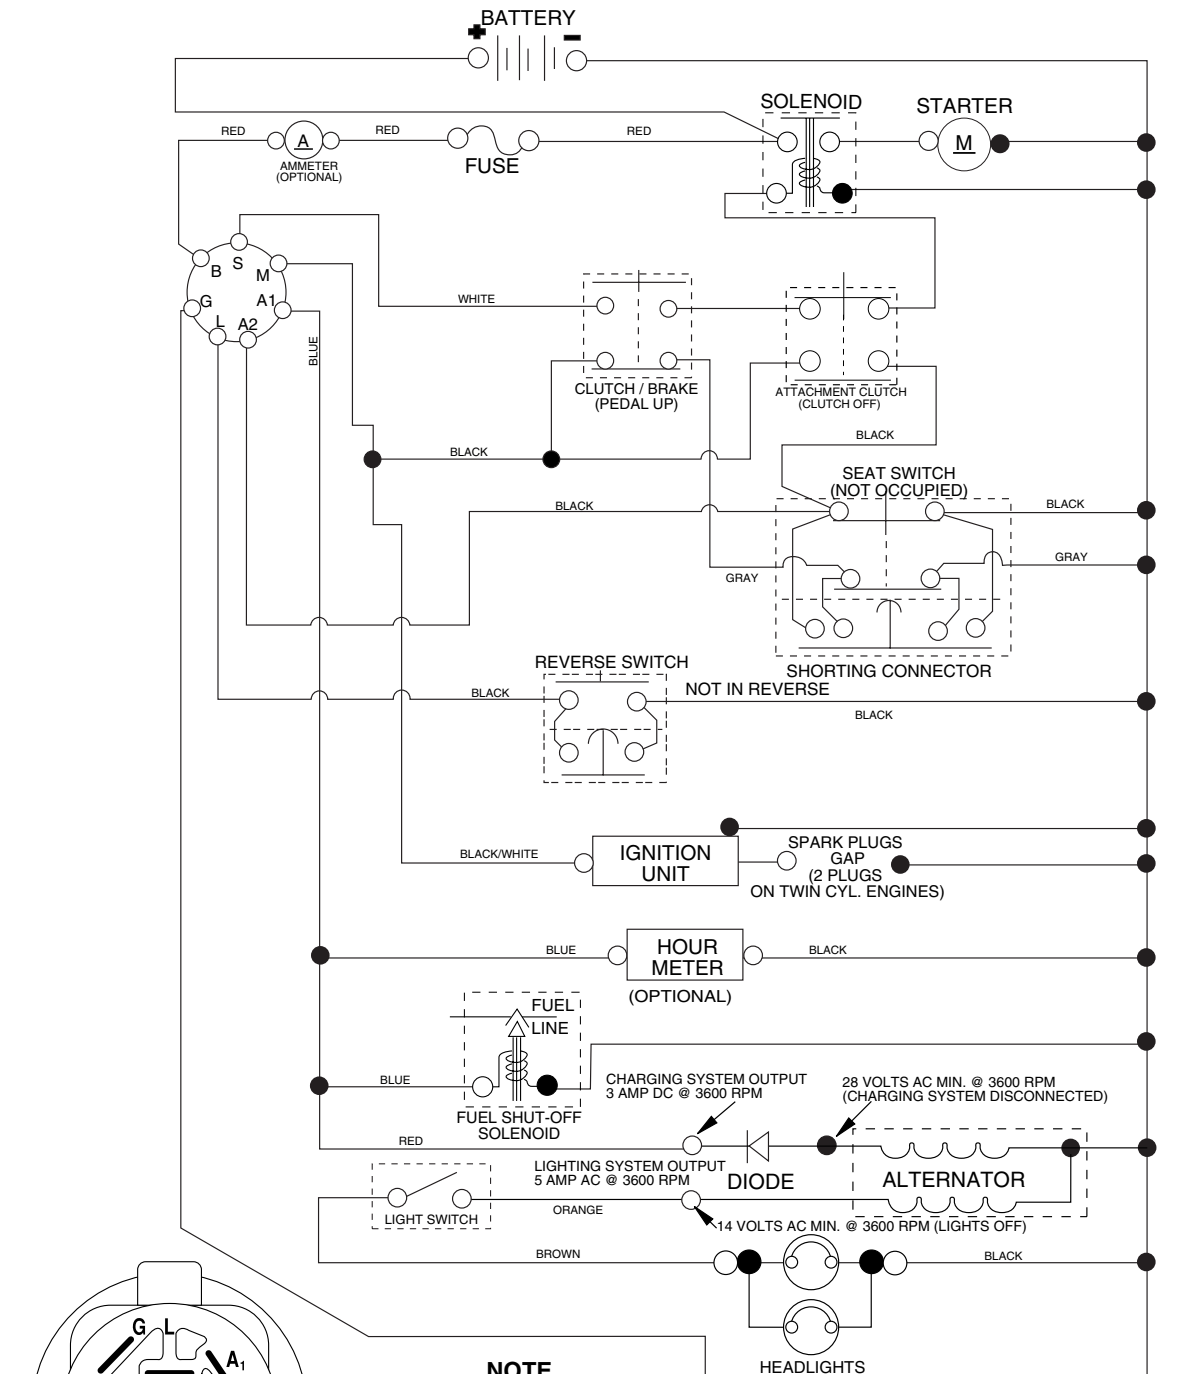 BATTERY
SOLENOID
STARTER
RED
A
RED
RED
M
AMMETER
(OPTIONAL)
FUSE
B
S
M
G
A1
L
A2
BLUE
WHITE
CLUTCH / BRAKE
(PEDAL UP)
ATTACHMENT CLUTCH
(CLUTCH OFF)
BLACK
BLACK
SEAT SWITCH
(NOT OCCUPIED)
BLACK
BLACK
GRAY
GRAY
SHORTING CONNECTOR
REVERSE SWITCH
NOT IN REVERSE
BLACK
BLACK
BLACK/WHITE
IGNITION
UNIT
SPARK PLUGS
GAP
(2 PLUGS
ON TWIN CYL. ENGINES)
BLUE
HOUR
METER
BLACK
(OPTIONAL)
FUEL
LINE
BLUE
FUEL SHUT-OFF
SOLENOID
CHARGING SYSTEM OUTPUT
3 AMP DC @ 3600 RPM
28 VOLTS AC MIN. @ 3600 RPM
(CHARGING SYSTEM DISCONNECTED)
RED
LIGHTING SYSTEM OUTPUT
5 AMP AC @ 3600 RPM
DIODE
ALTERNATOR
LIGHT SWITCH
ORANGE
14 VOLTS AC MIN. @ 3600 RPM (LIGHTS OFF)
BROWN
BLACK
HEADLIGHTS
G
L
A1
NOTE